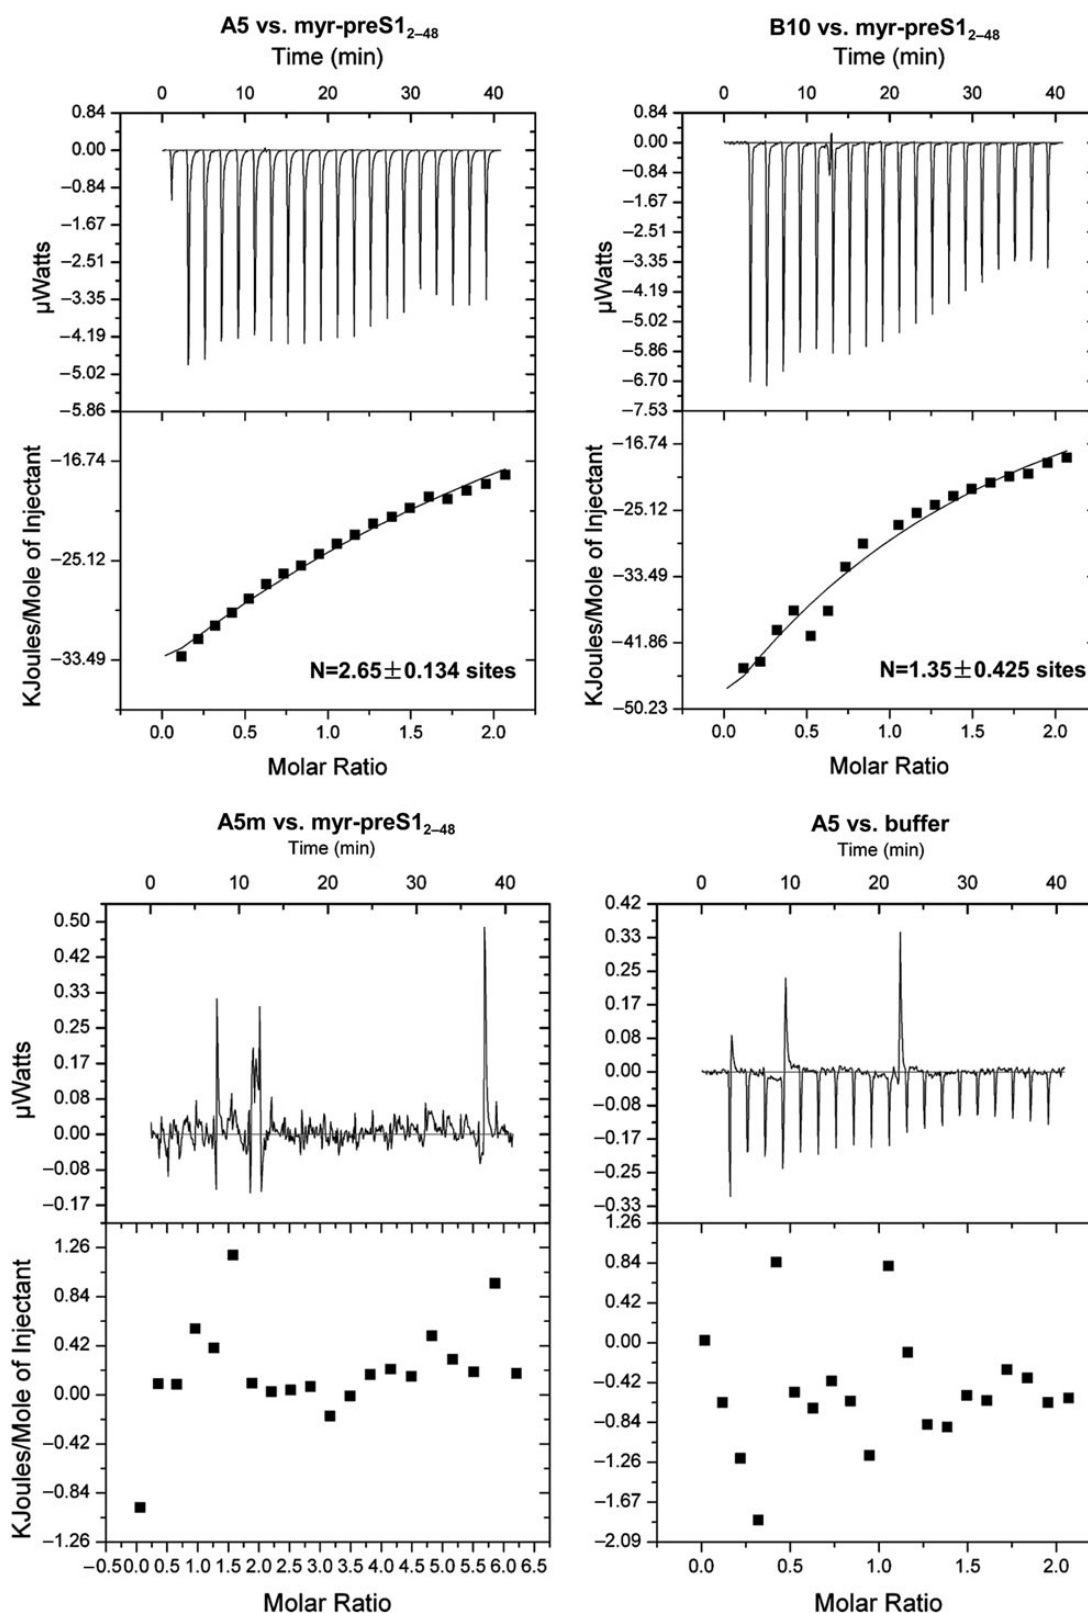 A5 vs. myr-preS1₂₋₄₈
Time (min)
0 10 20 30 40
0.84
0.00
−0.84
−1.67
−2.51
−3.35
−4.19
−5.02
−5.86
µWatts
−16.74
−25.12
−33.49
KJoules/Mole of Injectant
N=2.65±0.134 sites
0.0 0.5 1.0 1.5 2.0
Molar Ratio
B10 vs. myr-preS1₂₋₄₈
Time (min)
0 10 20 30 40
0.84
0.00
−0.84
−1.67
−2.51
−3.35
−4.19
−5.02
−5.86
−6.70
−7.53
µWatts
−16.74
−25.12
−33.49
−41.86
−50.23
KJoules/Mole of Injectant
N=1.35±0.425 sites
0.0 0.5 1.0 1.5 2.0
Molar Ratio
A5m vs. myr-preS1₂₋₄₈
Time (min)
0 10 20 30 40
0.50
0.42
0.33
0.25
0.17
0.08
0.00
−0.08
−0.17
µWatts
1.26
0.84
0.42
0.00
−0.42
−0.84
−1.26
KJoules/Mole of Injectant
−0.5 0.0 0.5 1.0 1.5 2.0 2.5 3.0 3.5 4.0 4.5 5.0 5.5 6.0 6.5
Molar Ratio
A5 vs. buffer
Time (min)
0 10 20 30 40
0.42
0.33
0.25
0.17
0.08
0.00
−0.08
−0.17
−0.25
−0.33
1.26
0.84
0.42
0.00
−0.42
−0.84
−1.26
−1.67
−2.09
0.0 0.5 1.0 1.5 2.0
Molar Ratio